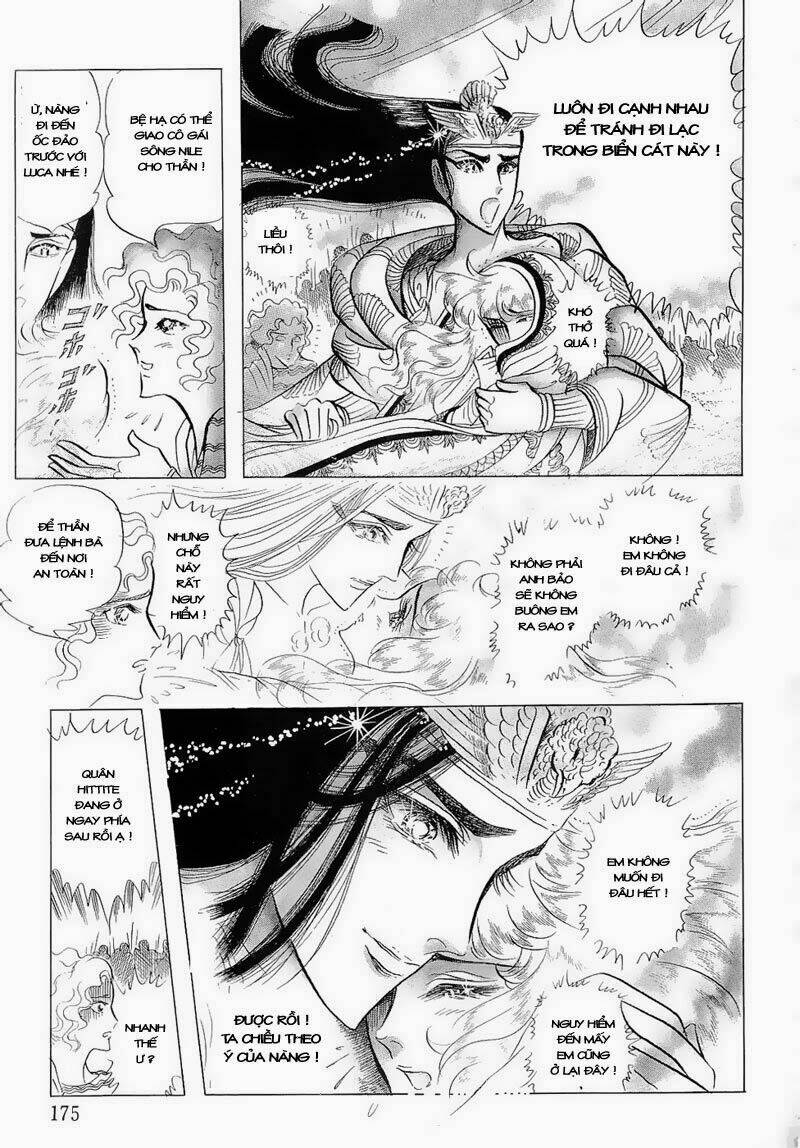 LUÔN ĐI CẠNH NHAU
ĐỂ TRÁNH ĐI LẠC
TRONG BIỂN CÁT NÀY !
KHÓ
THỞ
QUÁ !
LIỀU
THÔI !
BỆ HẠ CÓ THỂ
GIAO CÔ GÁI
SÔNG NILE
CHO THẦN !
Ừ, NÀNG
ĐI ĐẾN
ỐC ĐẢO
TRƯỚC VỚI
LUCA NHÉ !
ゴホ
ゴホ
KHÔNG !
EM KHÔNG
ĐI ĐÂU CẢ !
KHÔNG PHẢI
ANH BẢO
SẼ KHÔNG
BUÔNG EM
RA SAO ?
NHƯNG
CHỖ
NÀY
RẤT
NGUY
HIỂM !
ĐỂ THẦN
ĐƯA LỆNH BÀ
ĐẾN NƠI
AN TOÀN !
EM KHÔNG
MUỐN ĐI
ĐÂU HẾT !
NGUY HIỂM
ĐẾN MẤY
EM CŨNG
Ở LẠI ĐÂY !
ĐƯỢC RỒI !
TA CHIỀU THEO
Ý CỦA NÀNG !
QUÂN
HITTITE
ĐANG Ở
NGAY PHÍA
SAU RỒI Ạ !
NHANH
THẾ
Ư ?
175